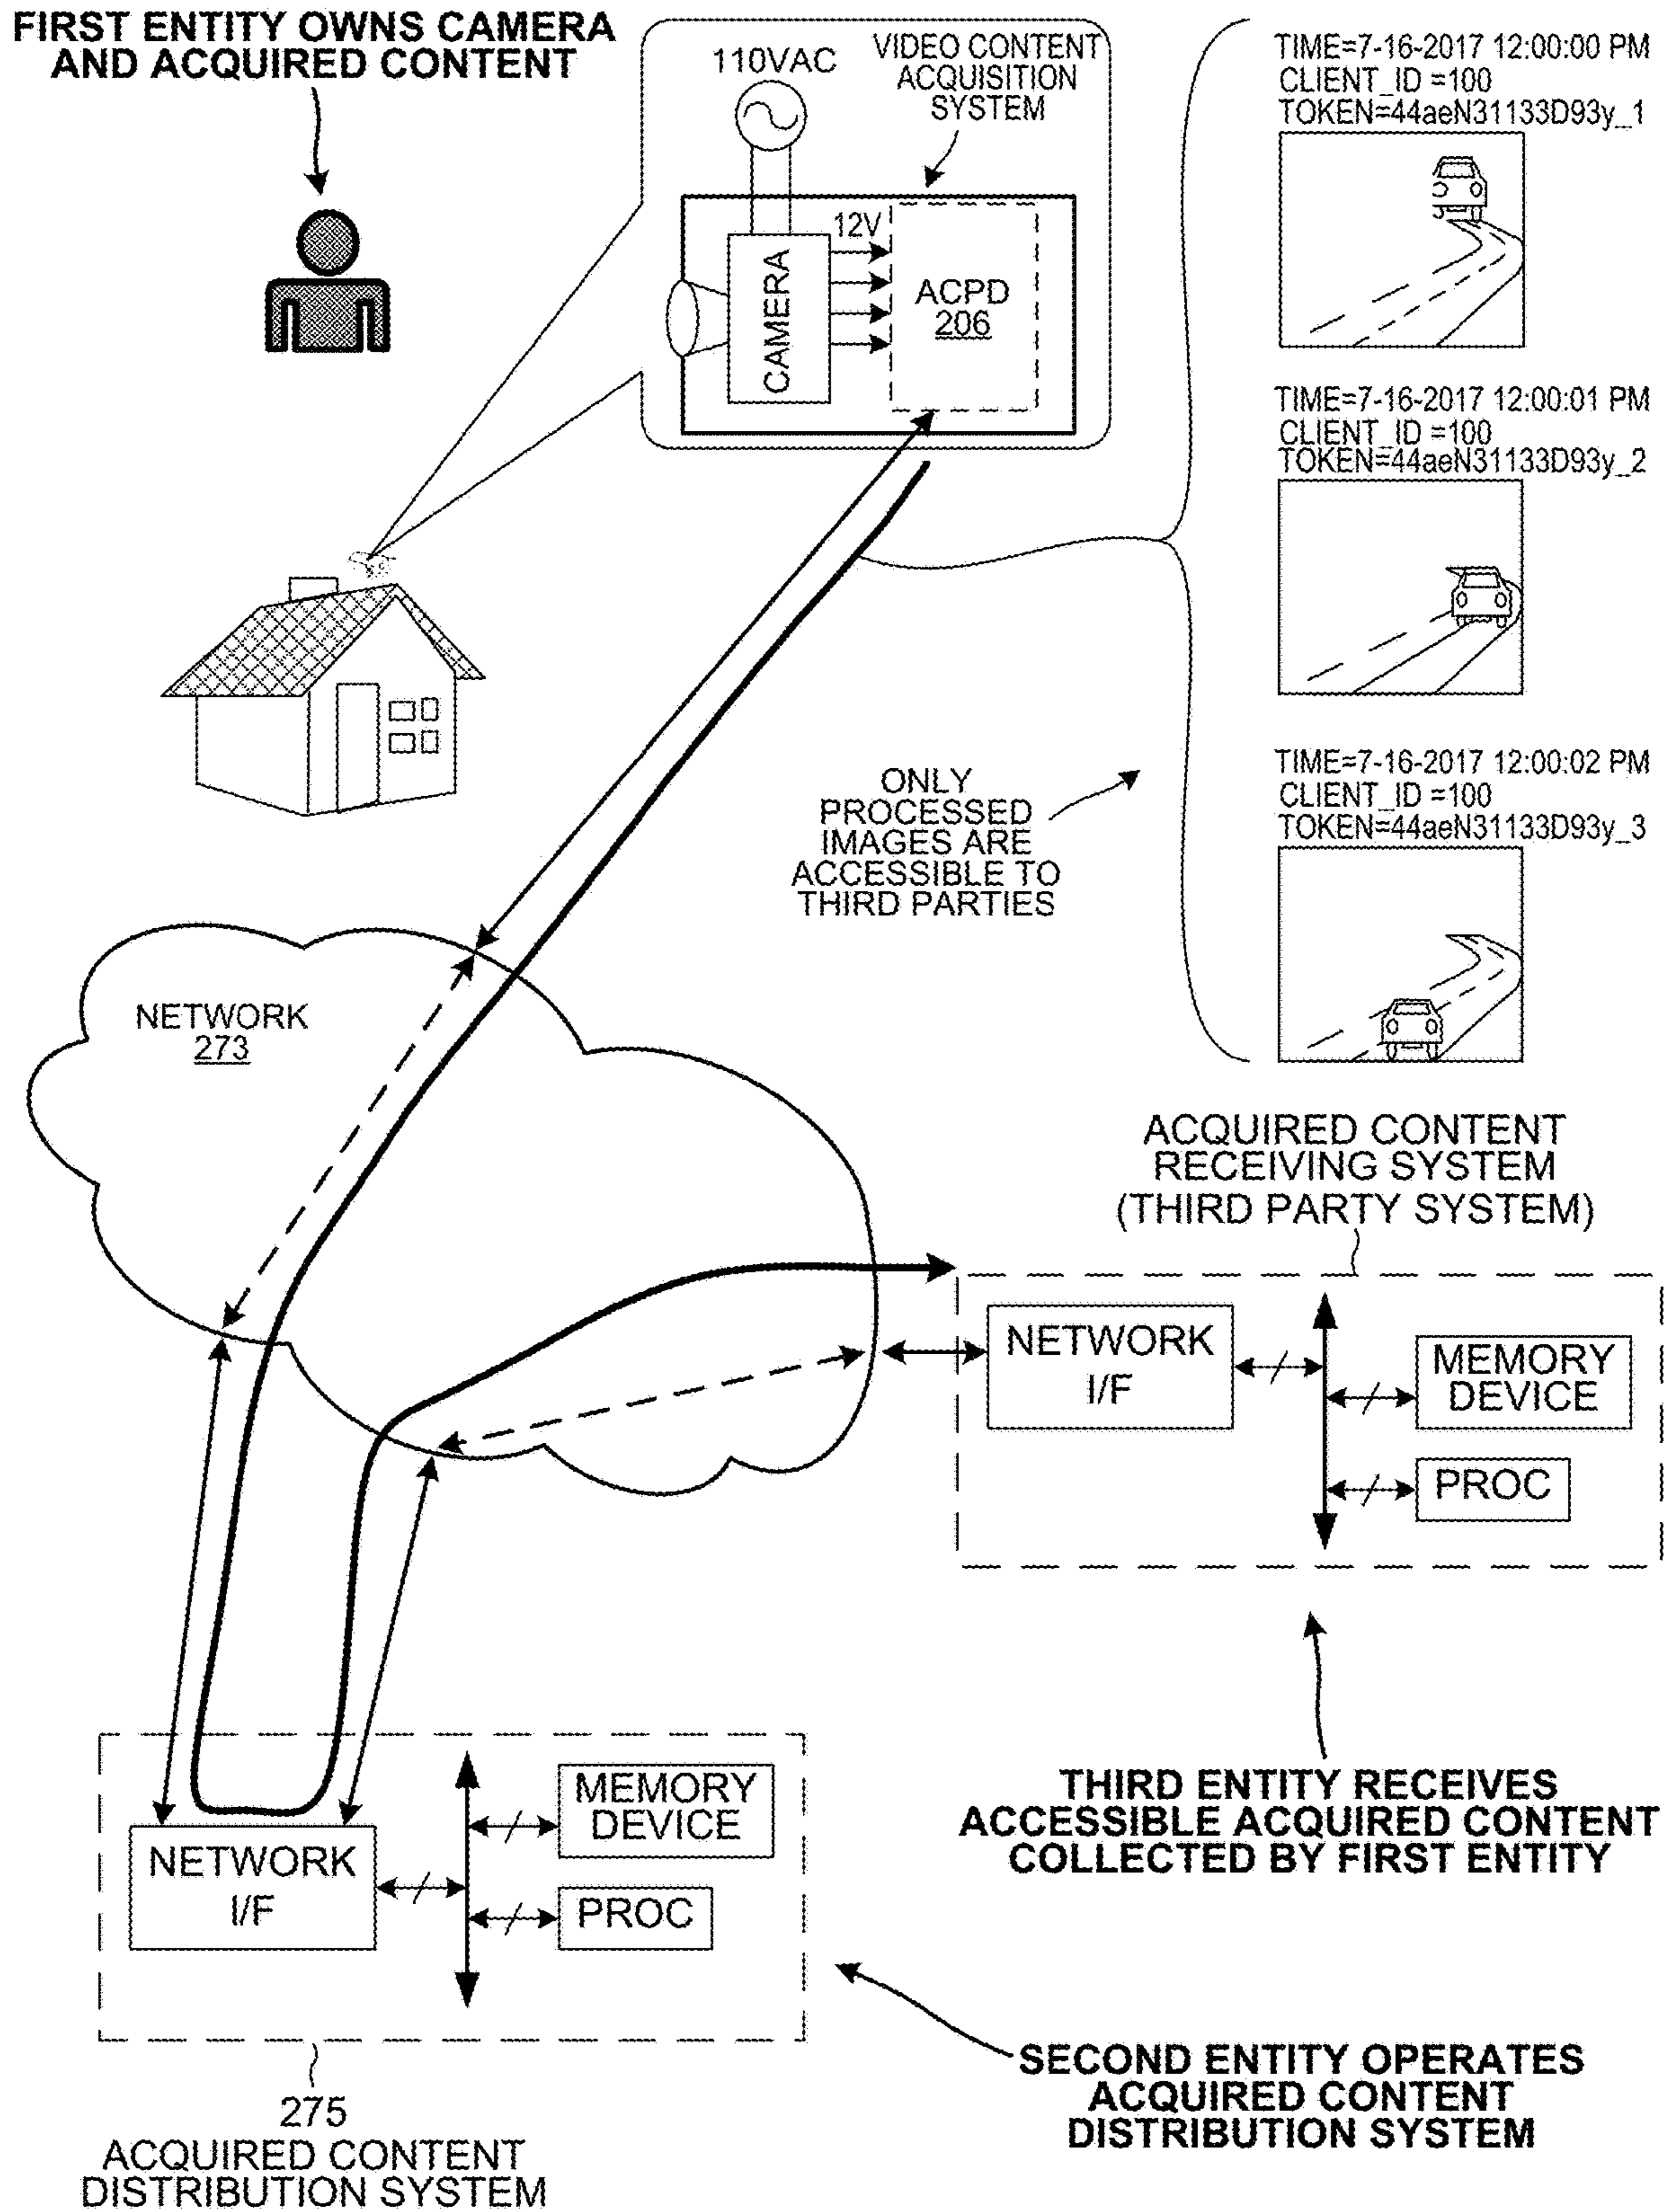 FIRST ENTITY OWNS CAMERA
AND ACQUIRED CONTENT
110VAC
VIDEO CONTENT
ACQUISITION
SYSTEM
12V
CAMERA
ACPD
206
TIME=7-16-2017 12:00:00 PM
CLIENT_ID =100
TOKEN=44aeN31133D93y_1
TIME=7-16-2017 12:00:01 PM
CLIENT_ID =100
TOKEN=44aeN31133D93y_2
TIME=7-16-2017 12:00:02 PM
CLIENT_ID =100
TOKEN=44aeN31133D93y_3
ONLY
PROCESSED
IMAGES ARE
ACCESSIBLE TO
THIRD PARTIES
NETWORK
273
ACQUIRED CONTENT
RECEIVING SYSTEM
(THIRD PARTY SYSTEM)
NETWORK
I/F
MEMORY
DEVICE
PROC
THIRD ENTITY RECEIVES
ACCESSIBLE ACQUIRED CONTENT
COLLECTED BY FIRST ENTITY
MEMORY
DEVICE
NETWORK
I/F
PROC
SECOND ENTITY OPERATES
ACQUIRED CONTENT
DISTRIBUTION SYSTEM
275
ACQUIRED CONTENT
DISTRIBUTION SYSTEM